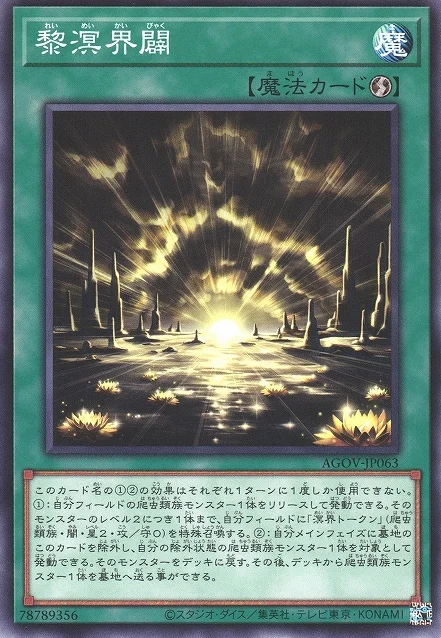 黎溟界闢
れい めい かい びゃく
魔
【魔法カード】
AGOV-JP063
このカード名の①②の効果はそれぞれ1ターンに1度しか使用できない。
①:自分フィールドの爬虫類族モンスター1体をリリースして発動できる。その
モンスターのレベル2につき1体まで、自分フィールドに「溟界トークン」(爬虫
類族・闇・星2・攻/守0)を特殊召喚する。②:自分メインフェイズに墓地の
このカードを除外し、自分の除外状態の爬虫類族モンスター1体を対象として
発動できる。そのモンスターをデッキに戻す。その後、デッキから爬虫類族モン
スター1体を墓地へ送る事ができる。
78789356
©スタジオ・ダイス/集英社・テレビ東京・KONAMI